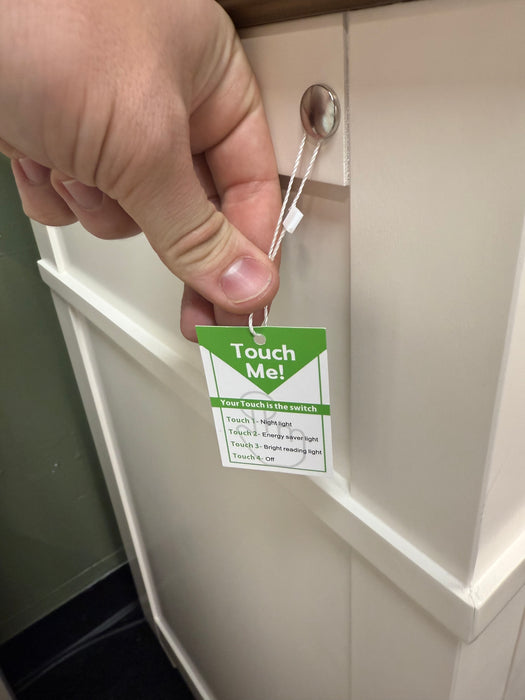 Touch
Me!
Your Touch is the switch
Touch 1- Night light
Touch 2- Energy saver light
Touch 3- Bright reading light
Touch 4- Off